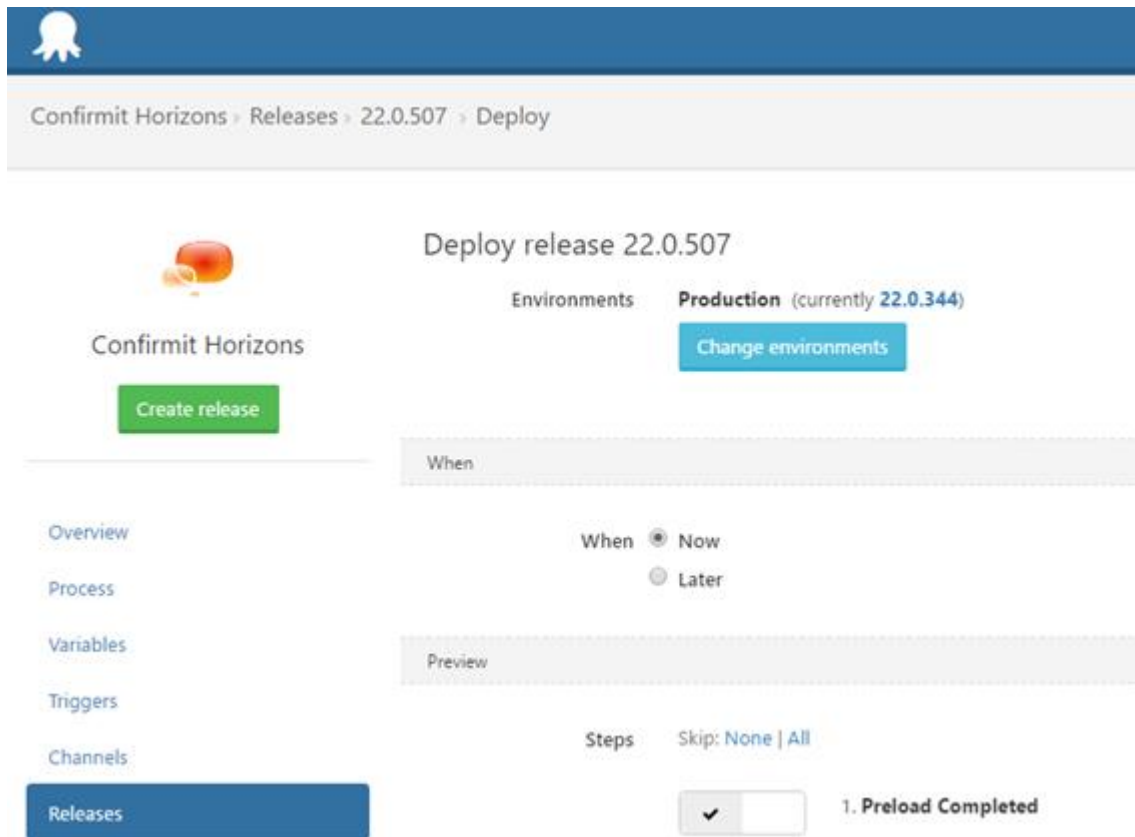 Confirmit Horizons › Releases › 22.0.507 › Deploy
Confirmit Horizons
Create release
Overview
Process
Variables
Triggers
Channels
Releases
Deploy release 22.0.507
Environments Production (currently 22.0.344)
Change environments
When
When Now
Later
Preview
Steps Skip: None | All
1. Preload Completed